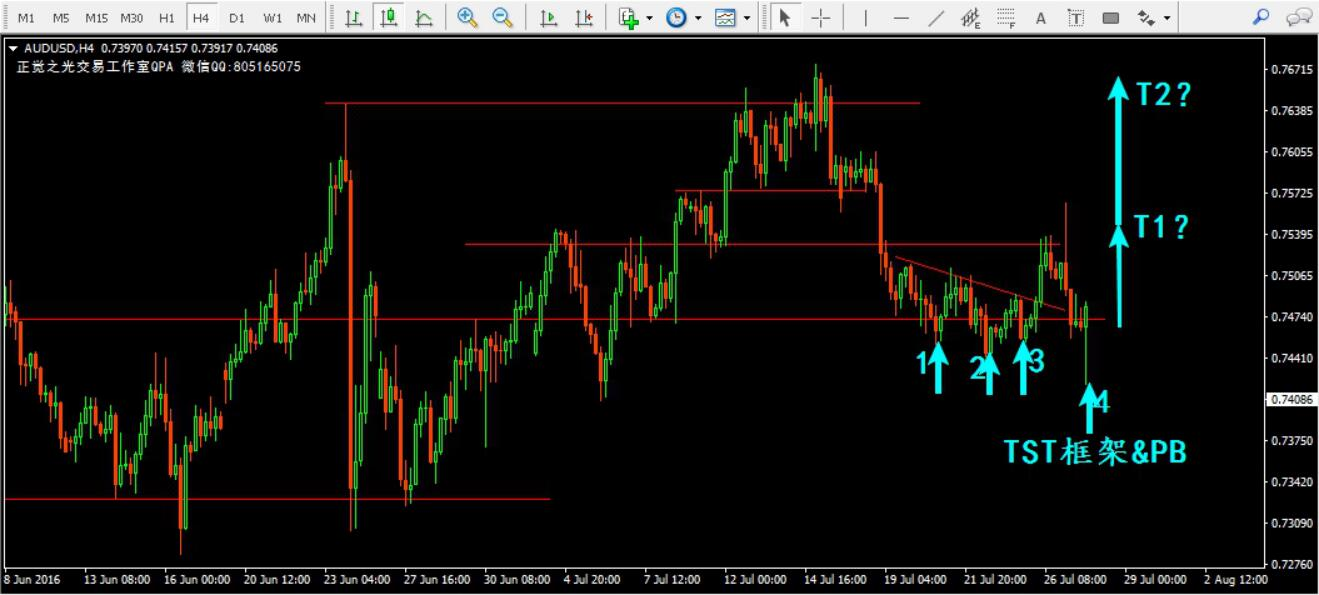 M1 M5 M15 M30 H1 H4 D1 W1 MN E F A T
AUDUSD,H4 0.73970 0.74157 0.73917 0.74086
正觉之光交易工作室QPA 微信QQ:805165075
0.76715
T2?
0.76385
0.76055
0.75725
T1?
0.75395
0.75065
0.74740
1 2 3
0.74410
4
0.74086
TST框架&PB
0.73750
0.73420
0.73090
0.72760
8 Jun 2016 13 Jun 08:00 16 Jun 00:00 20 Jun 12:00 23 Jun 04:00 27 Jun 16:00 30 Jun 08:00 4 Jul 20:00 7 Jul 12:00 12 Jul 00:00 14 Jul 16:00 19 Jul 04:00 21 Jul 20:00 26 Jul 08:00 29 Jul 00:00 2 Aug 12:00